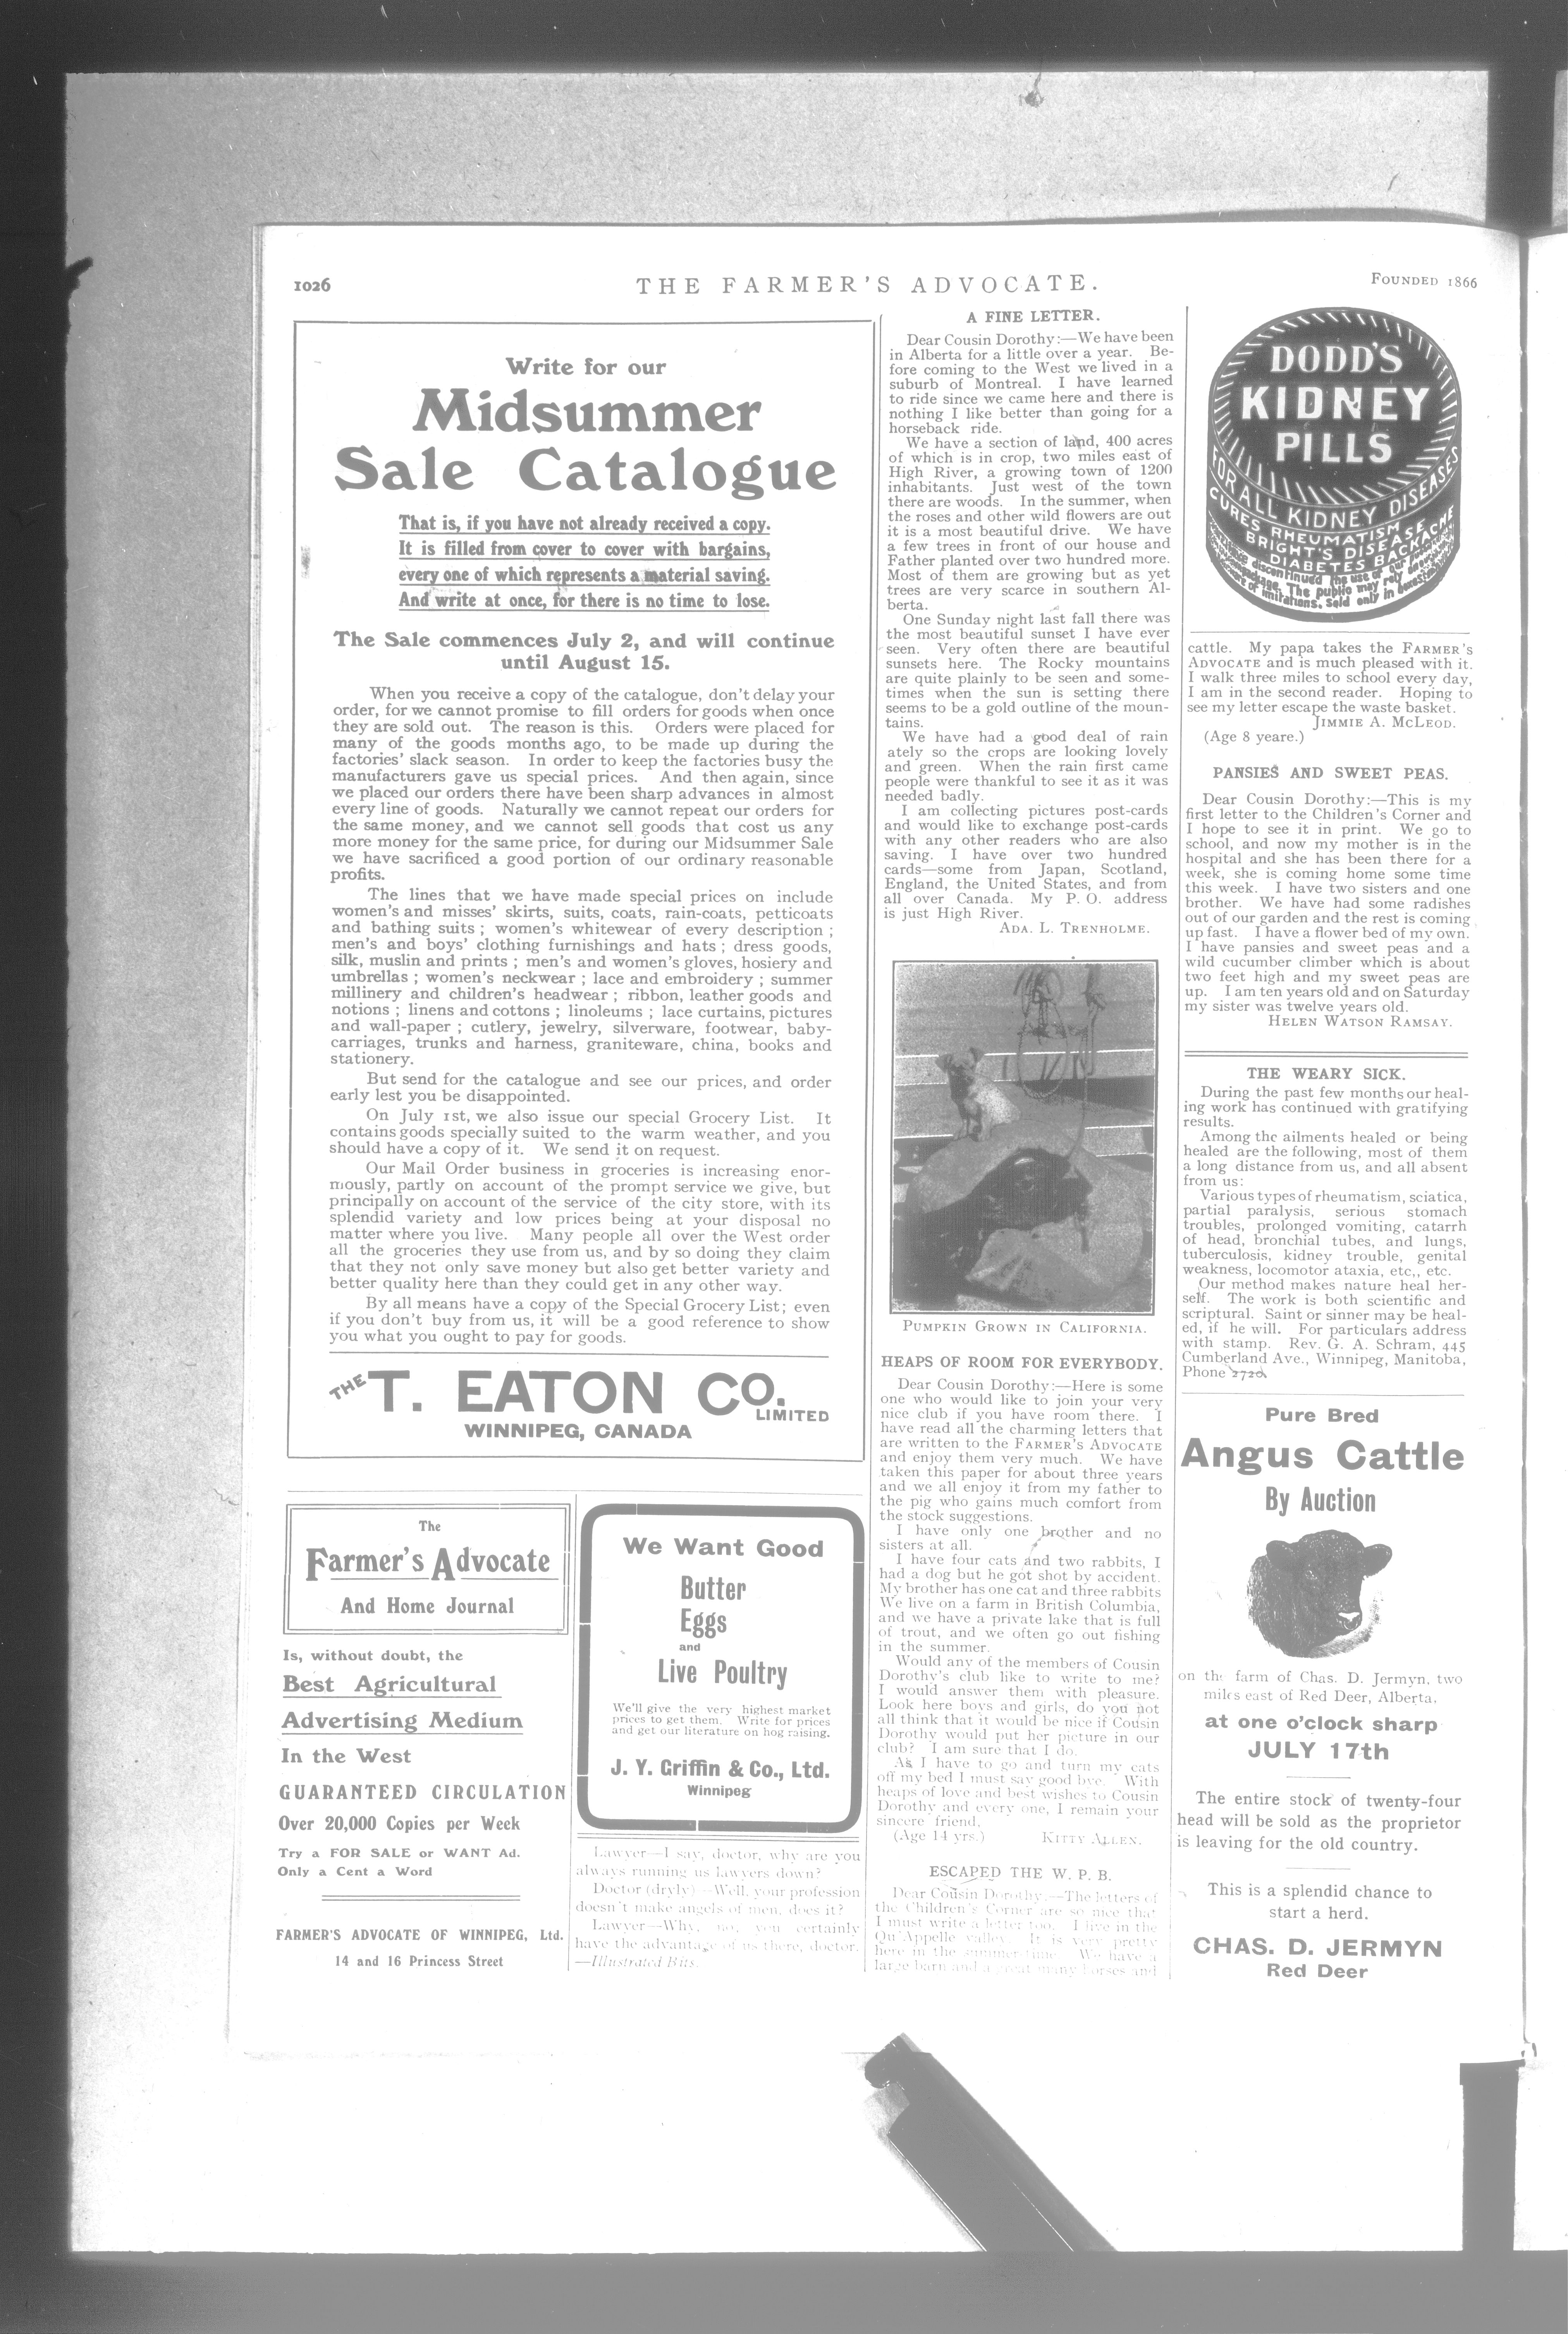 1026
THE FARMER'S ADVOCATE.
FOUNDED 1866
Write for our
Midsummer
Sale Catalogue
That is, if you have not already received a copy.
It is filled from cover to cover with bargains,
every one of which represents a material saving.
And write at once, for there is no time to lose.
The Sale commences July 2, and will continue
until August 15.
When you receive a copy of the catalogue, don't delay your
order, for we cannot promise to fill orders for goods when once
they are sold out. The reason is this. Orders were placed for
many of the goods months ago, to be made up during the
factories' slack season. In order to keep the factories busy the
manufacturers gave us special prices. And then again, since
we placed our orders there have been sharp advances in almost
every line of goods. Naturally we cannot repeat our orders for
the same money, and we cannot sell goods that cost us any
more money for the same price, for during our Midsummer Sale
we have sacrificed a good portion of our ordinary reasonable
profits.
The lines that we have made special prices on include
women's and misses' skirts, suits, coats, rain-coats, petticoats
and bathing suits ; women's whitewear of every description ;
men's and boys' clothing furnishings and hats ; dress goods,
silk, muslin and prints ; men's and women's gloves, hosiery and
umbrellas ; women's neckwear ; lace and embroidery ; summer
millinery and children's headwear ; ribbon, leather goods and
notions ; linens and cottons ; linoleums ; lace curtains, pictures
and wall-paper ; cutlery, jewelry, silverware, footwear, baby-
carriages, trunks and harness, graniteware, china, books and
stationery.
But send for the catalogue and see our prices, and order
early lest you be disappointed.
On July 1st, we also issue our special Grocery List. It
contains goods specially suited to the warm weather, and you
should have a copy of it. We send it on request.
Our Mail Order business in groceries is increasing enor-
mously, partly on account of the prompt service we give, but
principally on account of the service of the city store, with its
splendid variety and low prices being at your disposal no
matter where you live. Many people all over the West order
all the groceries they use from us, and by so doing they claim
that they not only save money but also get better variety and
better quality here than they could get in any other way.
By all means have a copy of the Special Grocery List; even
if you don't buy from us, it will be a good reference to show
you what you ought to pay for goods.
THE T. EATON CO. LIMITED
WINNIPEG, CANADA
The
Farmer's Advocate
And Home Journal
Is, without doubt, the
Best Agricultural
Advertising Medium
In the West
GUARANTEED CIRCULATION
Over 20,000 Copies per Week
Try a FOR SALE or WANT Ad.
Only a Cent a Word
FARMER'S ADVOCATE OF WINNIPEG, Ltd.
14 and 16 Princess Street
We Want Good
Butter
Eggs
and
Live Poultry
We'll give the very highest market
prices to get them. Write for prices
and get our literature on hog raising.
J. Y. Griffin & Co., Ltd.
Winnipeg
Lawyer—I say, doctor, why are you
always running us lawyers down?
Doctor (dryly)—Well, your profession
doesn't make angels of men, does it?
Lawyer—Why, no, you certainly
have the advantage of us there, doctor.
—Illustrated Bits.
A FINE LETTER.
Dear Cousin Dorothy:—We have been
in Alberta for a little over a year. Be-
fore coming to the West we lived in a
suburb of Montreal. I have learned
to ride since we came here and there is
nothing I like better than going for a
horseback ride.
We have a section of land, 400 acres
of which is in crop, two miles east of
High River, a growing town of 1200
inhabitants. Just west of the town
there are woods. In the summer, when
the roses and other wild flowers are out
it is a most beautiful drive. We have
a few trees in front of our house and
Father planted over two hundred more.
Most of them are growing but as yet
trees are very scarce in southern Al-
berta.
One Sunday night last fall there was
the most beautiful sunset I have ever
seen. Very often there are beautiful
sunsets here. The Rocky mountains
are quite plainly to be seen and some-
times when the sun is setting there
seems to be a gold outline of the moun-
tains.
We have had a good deal of rain
ately so the crops are looking lovely
and green. When the rain first came
people were thankful to see it as it was
needed badly.
I am collecting pictures post-cards
and would like to exchange post-cards
with any other readers who are also
saving. I have over two hundred
cards—some from Japan, Scotland,
England, the United States, and from
all over Canada. My P. O. address
is just High River.
ADA. L. TRENHOLME.
PUMPKIN GROWN IN CALIFORNIA.
HEAPS OF ROOM FOR EVERYBODY.
Dear Cousin Dorothy:—Here is some
one who would like to join your very
nice club if you have room there. I
have read all the charming letters that
are written to the FARMER'S ADVOCATE
and enjoy them very much. We have
taken this paper for about three years
and we all enjoy it from my father to
the pig who gains much comfort from
the stock suggestions.
I have only one brother and no
sisters at all.
I have four cats and two rabbits, I
had a dog but he got shot by accident.
My brother has one cat and three rabbits
We live on a farm in British Columbia,
and we have a private lake that is full
of trout, and we often go out fishing
in the summer.
Would any of the members of Cousin
Dorothy's club like to write to me?
I would answer them with pleasure.
Look here boys and girls, do you not
all think that it would be nice if Cousin
Dorothy would put her picture in our
club? I am sure that I do.
As I have to go and turn my cats
off my bed I must say good bye. With
heaps of love and best wishes to Cousin
Dorothy and every one, I remain your
sincere friend,
(Age 14 yrs.) KITTY ALLEN.
ESCAPED THE W. P. B.
Dear Cousin Dorothy:—The letters of
the Children's Corner are so nice that
I must write a letter too. I live in the
Qu'Appelle valley. It is very pretty
here in the summer time. We have a
large barn and a great many horses and
DODD'S
KIDNEY
PILLS
FOR ALL KIDNEY DISEASES
CURES RHEUMATISM
BRIGHT'S DISEASE
DIABETES BACKACHE
discontinued the use of our
package. The public may rely
of imitations. Sold only in
cattle. My papa takes the FARMER'S
ADVOCATE and is much pleased with it.
I walk three miles to school every day,
I am in the second reader. Hoping to
see my letter escape the waste basket.
JIMMIE A. MCLEOD.
(Age 8 yeare.)
PANSIES AND SWEET PEAS.
Dear Cousin Dorothy:—This is my
first letter to the Children's Corner and
I hope to see it in print. We go to
school, and now my mother is in the
hospital and she has been there for a
week, she is coming home some time
this week. I have two sisters and one
brother. We have had some radishes
out of our garden and the rest is coming
up fast. I have a flower bed of my own.
I have pansies and sweet peas and a
wild cucumber climber which is about
two feet high and my sweet peas are
up. I am ten years old and on Saturday
my sister was twelve years old.
HELEN WATSON RAMSAY.
THE WEARY SICK.
During the past few months our heal-
ing work has continued with gratifying
results.
Among the ailments healed or being
healed are the following, most of them
a long distance from us, and all absent
from us:
Various types of rheumatism, sciatica,
partial paralysis, serious stomach
troubles, prolonged vomiting, catarrh
of head, bronchial tubes, and lungs,
tuberculosis, kidney trouble, genital
weakness, locomotor ataxia, etc,, etc.
Our method makes nature heal her-
self. The work is both scientific and
scriptural. Saint or sinner may be heal-
ed, if he will. For particulars address
with stamp. Rev. G. A. Schram, 445
Cumberland Ave., Winnipeg, Manitoba,
Phone
Pure Bred
Angus Cattle
By Auction
on the farm of Chas. D. Jermyn, two
miles east of Red Deer, Alberta,
at one o'clock sharp
JULY 17th
The entire stock of twenty-four
head will be sold as the proprietor
is leaving for the old country.
This is a splendid chance to
start a herd.
CHAS. D. JERMYN
Red Deer